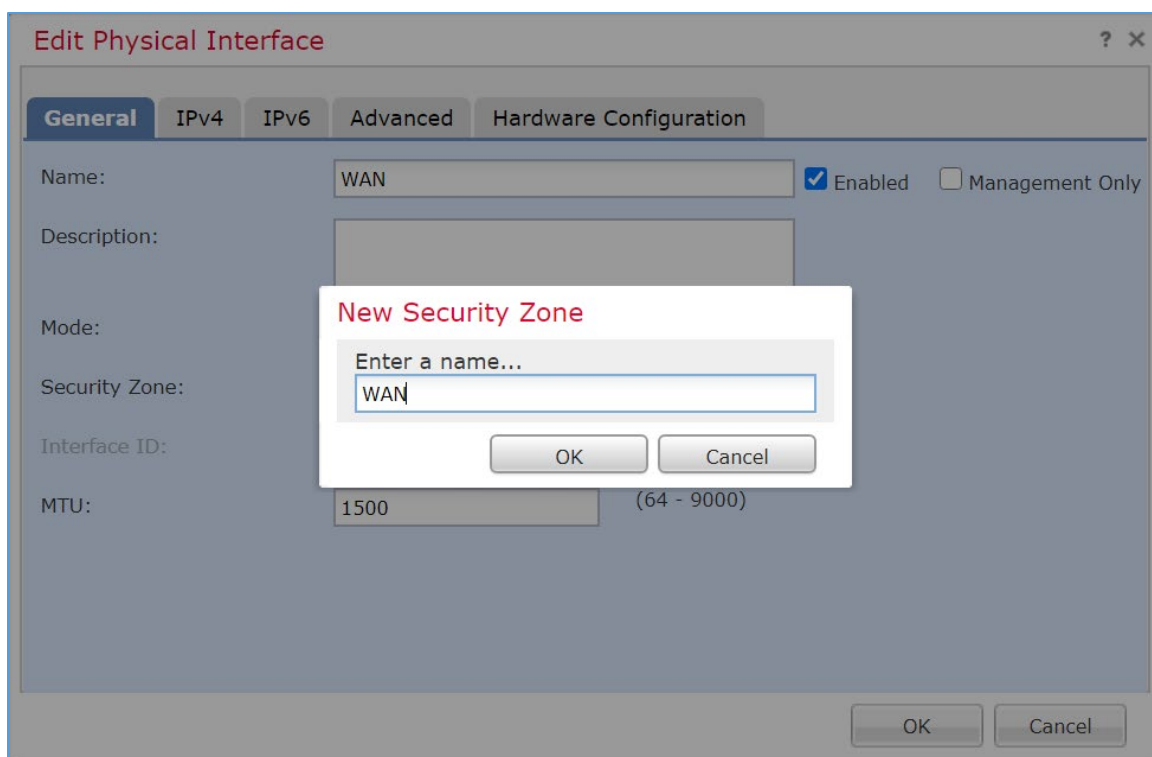 Edit Physical Interface ? ×
General IPv4 IPv6 Advanced Hardware Configuration
Name: WAN Enabled Management Only
Description:
New Security Zone
Mode:
Enter a name...
Security Zone: WAN
Interface ID:
OK Cancel
MTU: 1500 (64 - 9000)
OK Cancel